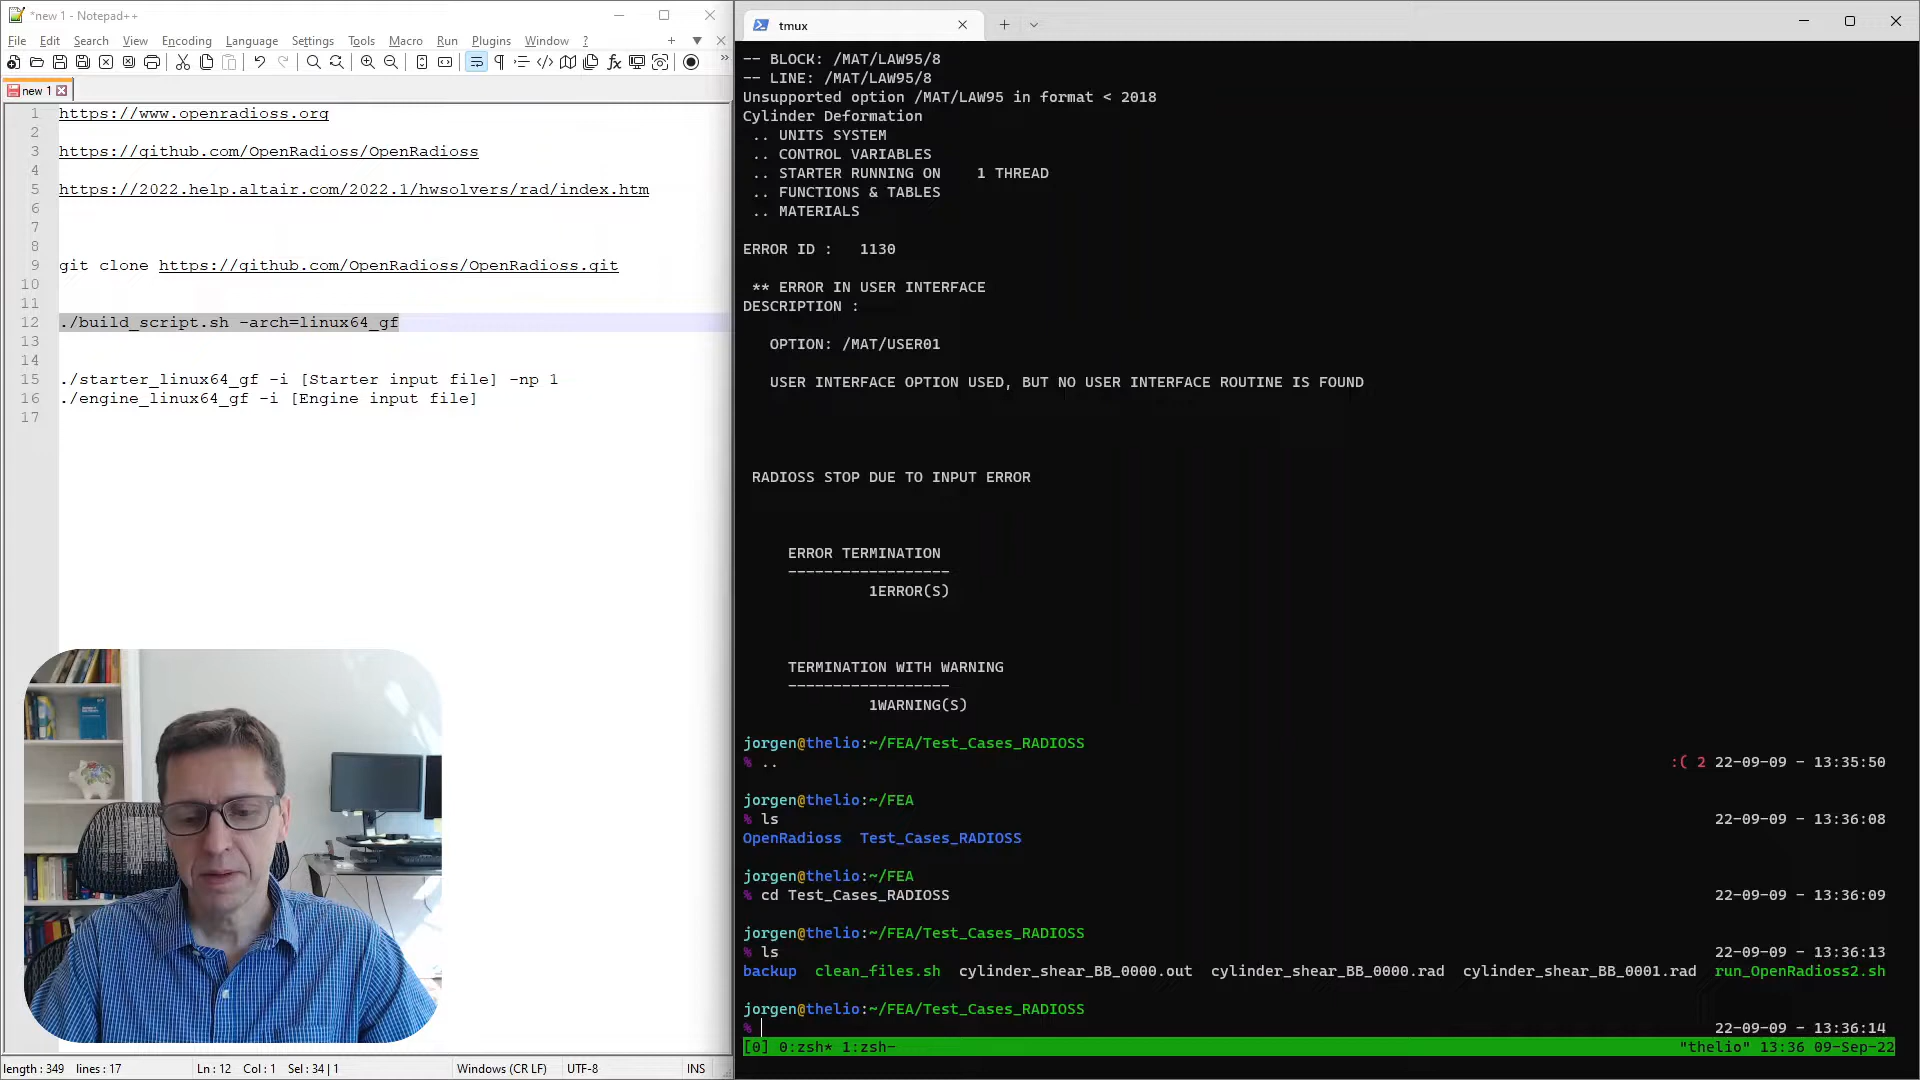 *new 1 - Notepad++
File Edit Search View Encoding Language Settings Tools Macro Run Plugins Window ?
new 1
1 https://www.openradioss.org
2
3 https://github.com/OpenRadioss/OpenRadioss
4
5 https://2022.help.altair.com/2022.1/hwsolvers/rad/index.htm
6
7
8
9 git clone https://github.com/OpenRadioss/OpenRadioss.git
10
11
12 ./build_script.sh -arch=linux64_gf
13
14
15 ./starter_linux64_gf -i [Starter input file] -np 1
16 ./engine_linux64_gf -i [Engine input file]
17
length : 349 lines : 17 Ln : 12 Col : 1 Sel : 34 | 1 Windows (CR LF) UTF-8 INS
tmux
-- BLOCK: /MAT/LAW95/8
-- LINE: /MAT/LAW95/8
Unsupported option /MAT/LAW95 in format < 2018
Cylinder Deformation
.. UNITS SYSTEM
.. CONTROL VARIABLES
.. STARTER RUNNING ON 1 THREAD
.. FUNCTIONS & TABLES
.. MATERIALS
ERROR ID : 1130
** ERROR IN USER INTERFACE
DESCRIPTION :
OPTION: /MAT/USER01
USER INTERFACE OPTION USED, BUT NO USER INTERFACE ROUTINE IS FOUND
RADIOSS STOP DUE TO INPUT ERROR
ERROR TERMINATION
------------------
1ERROR(S)
TERMINATION WITH WARNING
------------------
1WARNING(S)
jorgen@thelio:~/FEA/Test_Cases_RADIOSS
% .. :( 2 22-09-09 - 13:35:50
jorgen@thelio:~/FEA
% ls 22-09-09 - 13:36:08
OpenRadioss Test_Cases_RADIOSS
jorgen@thelio:~/FEA
% cd Test_Cases_RADIOSS 22-09-09 - 13:36:09
jorgen@thelio:~/FEA/Test_Cases_RADIOSS
% ls 22-09-09 - 13:36:13
backup clean_files.sh cylinder_shear_BB_0000.out cylinder_shear_BB_0000.rad cylinder_shear_BB_0001.rad run_OpenRadioss2.sh
jorgen@thelio:~/FEA/Test_Cases_RADIOSS
% 22-09-09 - 13:36:14
[0] 0:zsh* 1:zsh- "thelio" 13:36 09-Sep-22